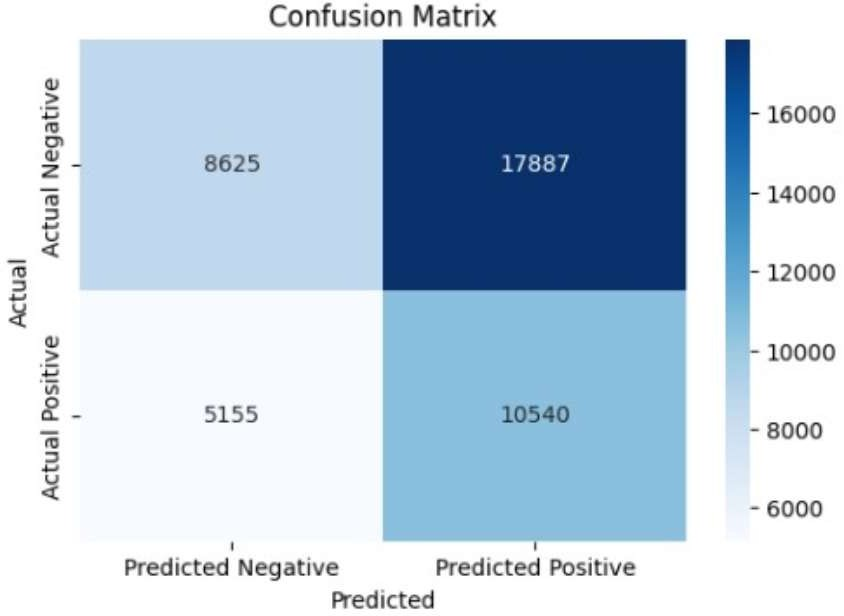 Confusion Matrix
Actual Negative
8625
17887
Actual Positive
5155
10540
Actual
Predicted Negative
Predicted Positive
Predicted
16000
14000
12000
10000
8000
6000